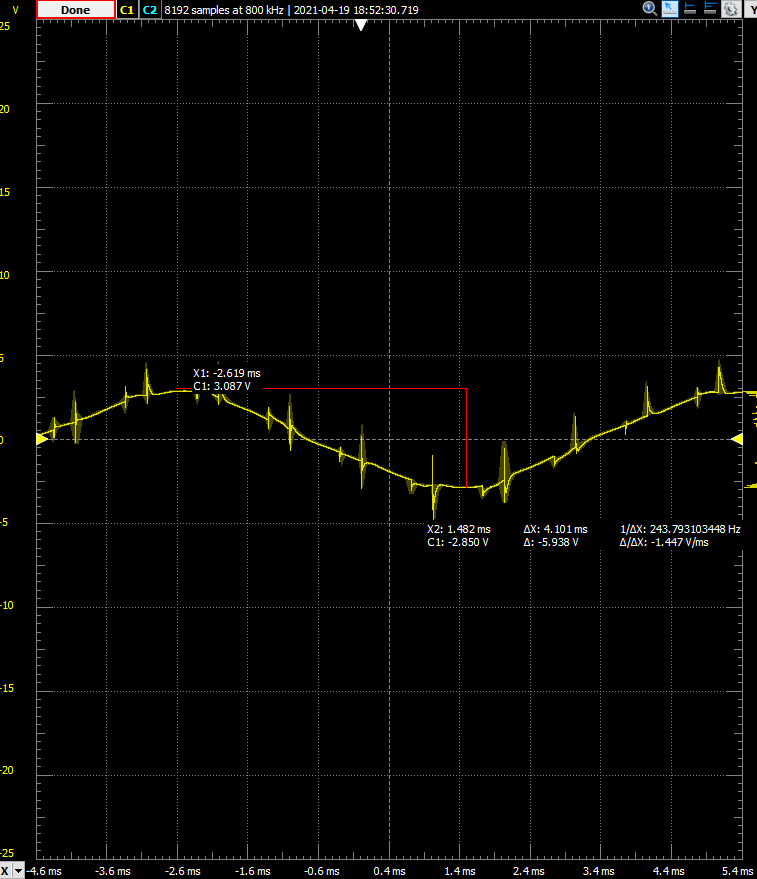 V Done C1 C2 8192 samples at 800 kHz | 2021-04-19 18:52:30.719 Y
25
20
15
10
5
X1: -2.619 ms
C1: 3.087 V
0
-5
X2: 1.482 ms ΔX: 4.101 ms 1/ΔX: 243.793103448 Hz
C1: -2.850 V Δ: -5.938 V Δ/ΔX: -1.447 V/ms
-10
-15
-20
-25
X -4.6 ms -3.6 ms -2.6 ms -1.6 ms -0.6 ms 0.4 ms 1.4 ms 2.4 ms 3.4 ms 4.4 ms 5.4 ms